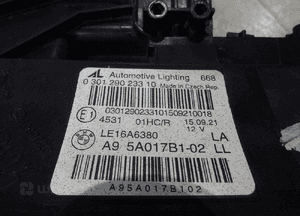 AL Automotive Lighting 668
0 301 290 233 10 Made in Czech Rep.
0301290233101509210018
E1 4531 01HC/R 15.09.21
12 V
LE16A6380 LA
A9 5A017B1-02 LL
A95A017B102